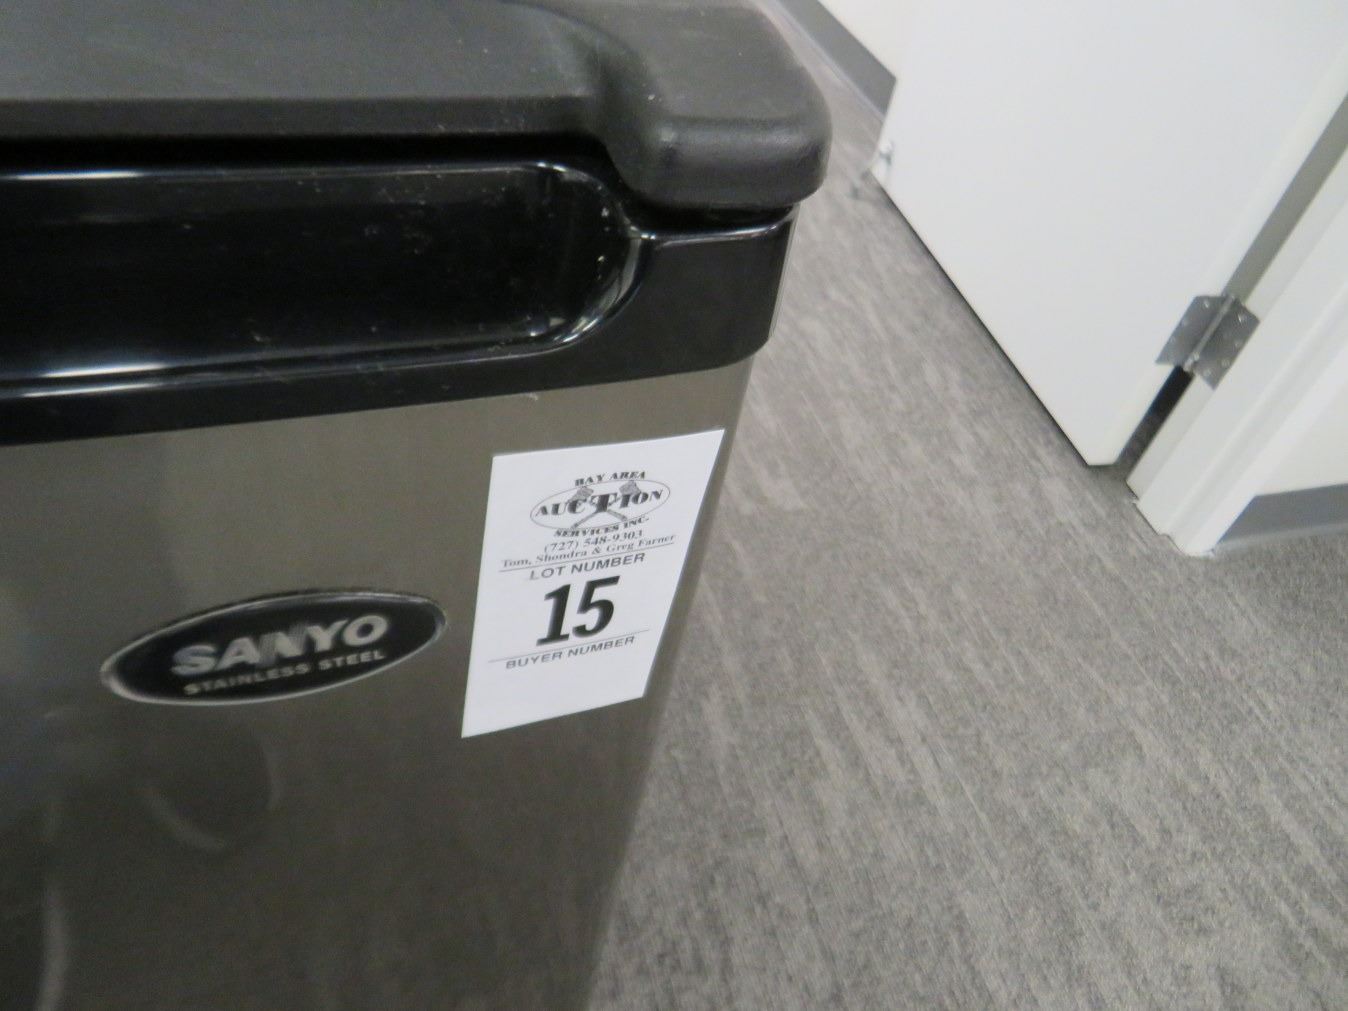 BAY AREA
AUCTION
SERVICES INC.
(727) 548-9303
Tom, Shondra & Greg Farner
LOT NUMBER
15
BUYER NUMBER
SANYO
STAINLESS STEEL